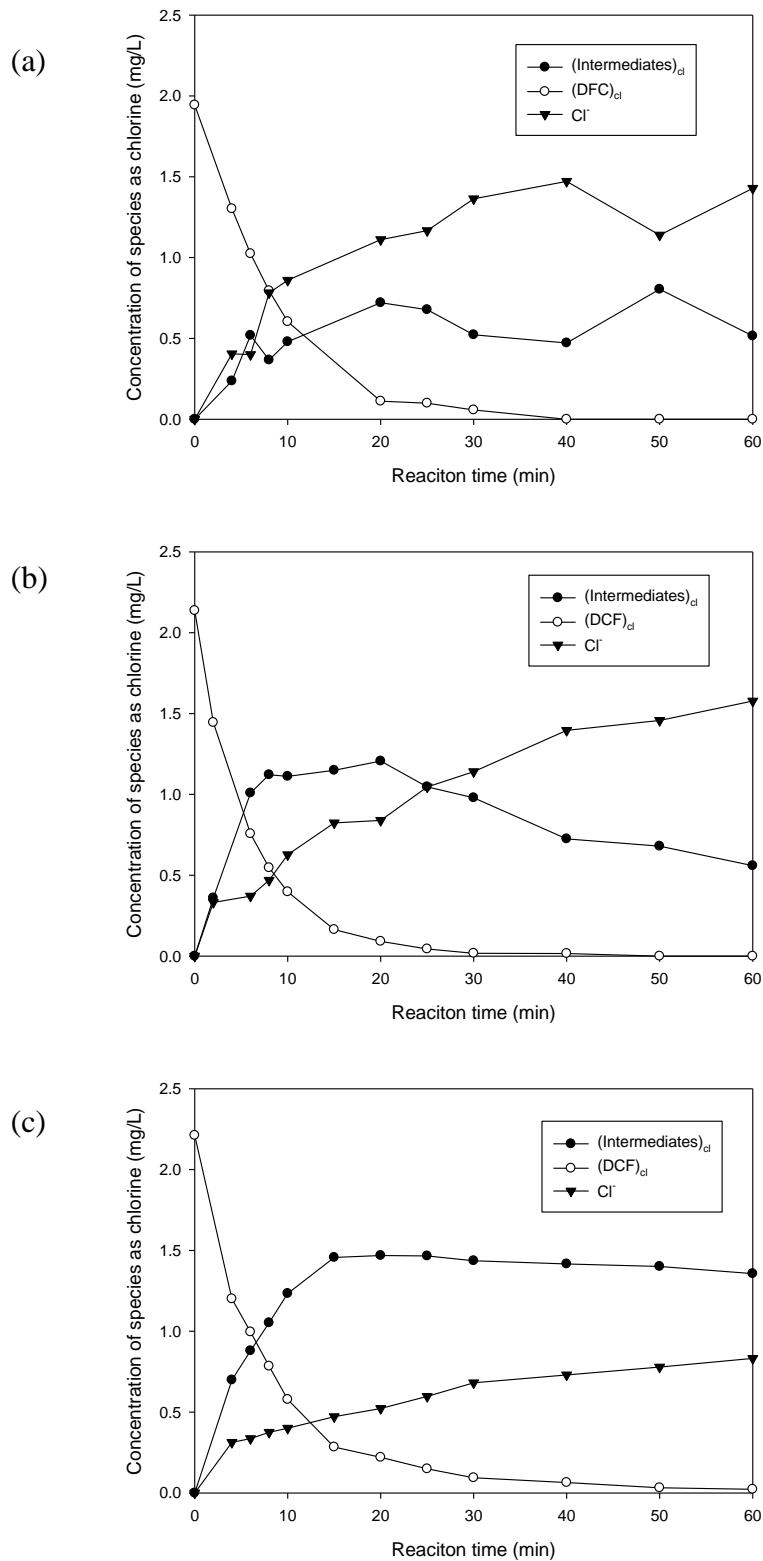 (a)
2.5
2.0
1.5
1.0
0.5
0.0
Concentration of species as chlorine (mg/L)
(Intermediates)cl
(DFC)cl
Cl-
0 10 20 30 40 50 60
Reaciton time (min)
(b)
2.5
2.0
1.5
1.0
0.5
0.0
Concentration of species as chlorine (mg/L)
(Intermediates)cl
(DCF)cl
Cl-
0 10 20 30 40 50 60
Reaciton time (min)
(c)
2.5
2.0
1.5
1.0
0.5
0.0
Concentration of species as chlorine (mg/L)
(Intermediates)cl
(DCF)cl
Cl-
0 10 20 30 40 50 60
Reaciton time (min)